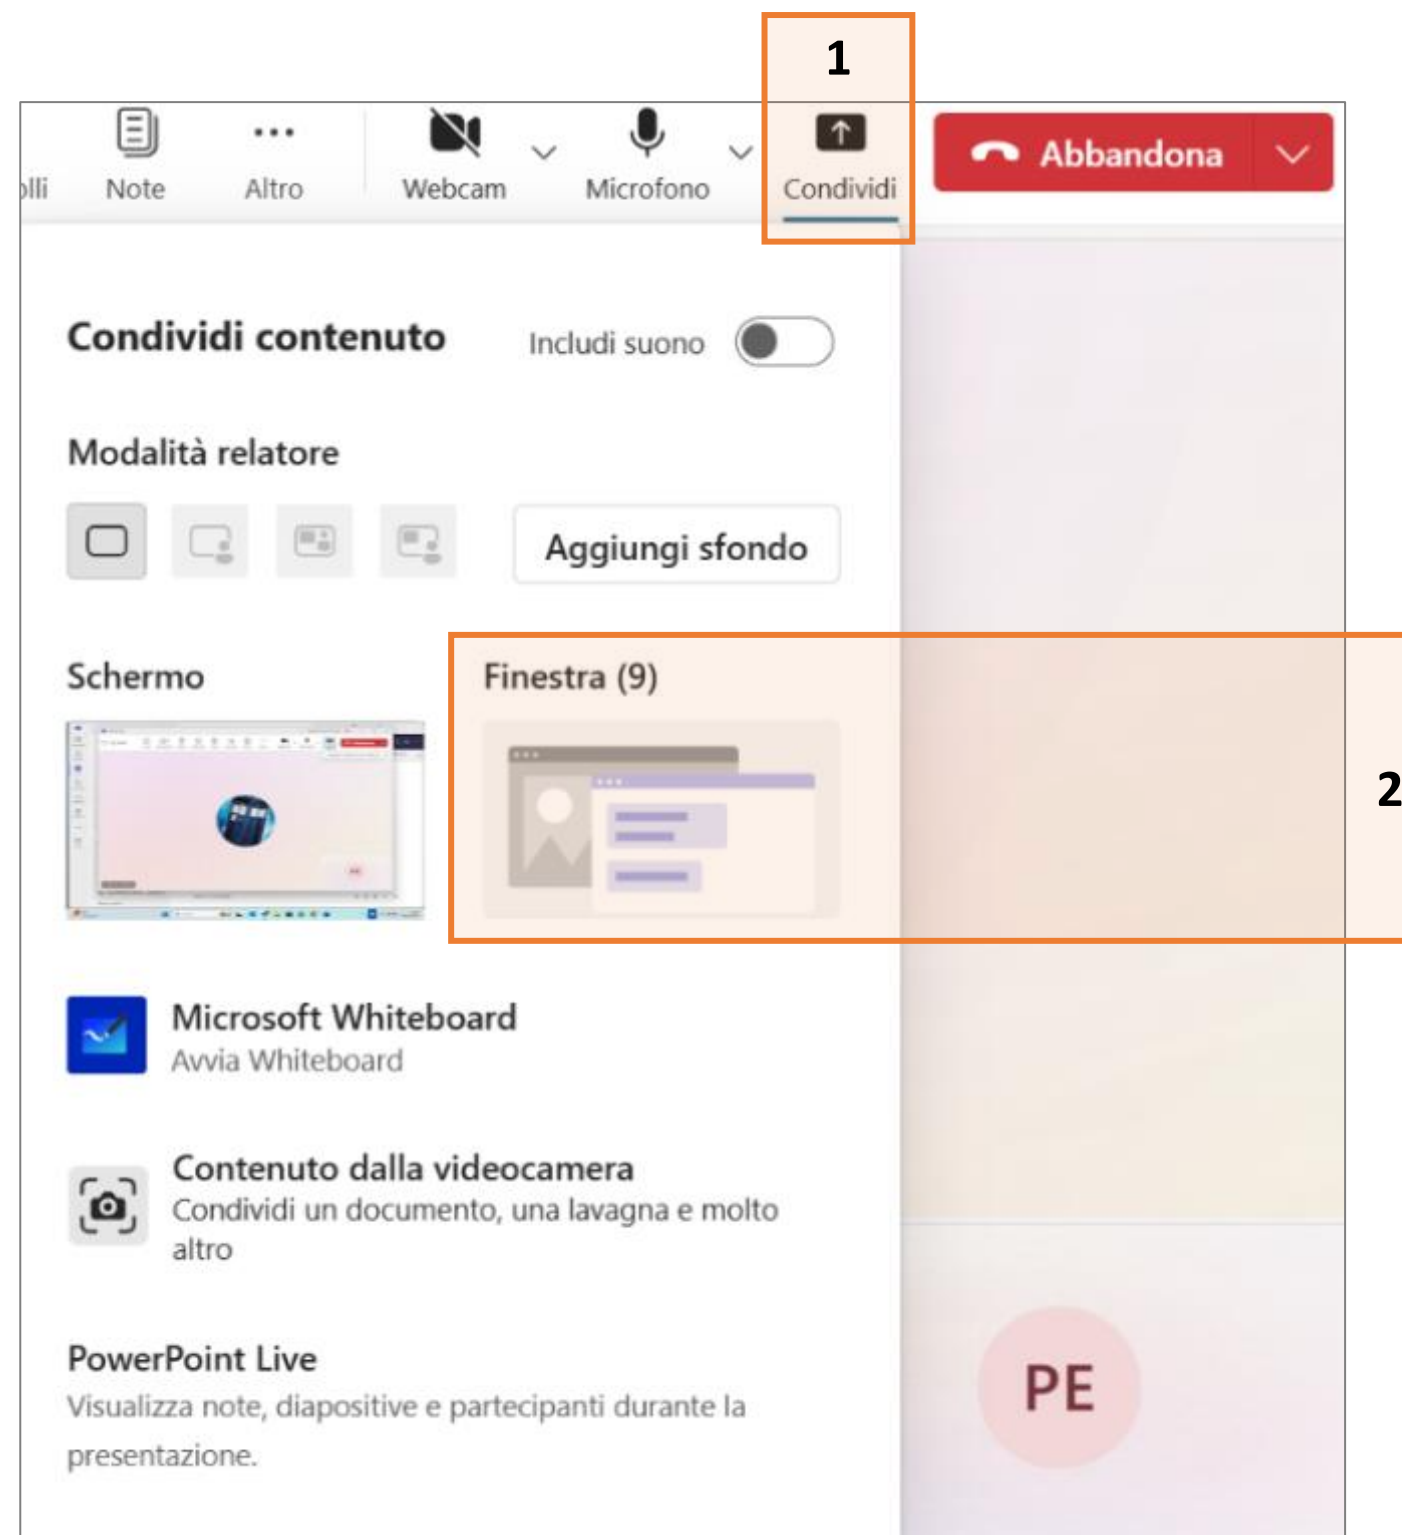 1
Note
Altro
Webcam
Microfono
Condividi
Abbandona
Condividi contenuto
Includi suono
Modalità relatore
Aggiungi sfondo
Schermo
Finestra (9)
2
Microsoft Whiteboard
Avvia Whiteboard
Contenuto dalla videocamera
Condividi un documento, una lavagna e molto
altro
PowerPoint Live
Visualizza note, diapositive e partecipanti durante la
presentazione.
PE